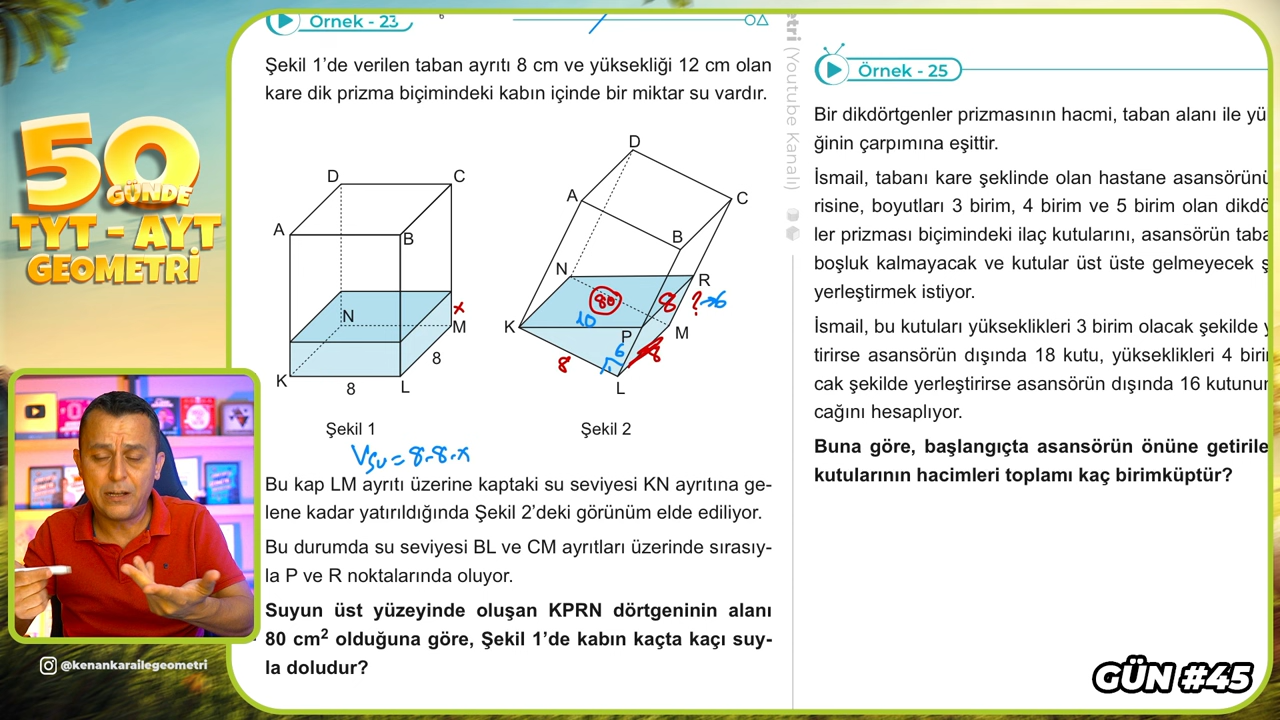 50
GÜNDE
TYT - AYT
GEOMETRİ
@kenankarailegeometri
Örnek - 23
6
Şekil 1'de verilen taban ayrıtı 8 cm ve yüksekliği 12 cm olan
kare dik prizma biçimindeki kabın içinde bir miktar su vardır.
D
C
A
B
N
x
M
8
K
8
L
Şekil 1
D
A
C
B
N
R
80
8
?→6
10
K
P
M
6
8
8
L
Şekil 2
Vsu = 8.8.x
Bu kap LM ayrıtı üzerine kaptaki su seviyesi KN ayrıtına ge-
lene kadar yatırıldığında Şekil 2'deki görünüm elde ediliyor.
Bu durumda su seviyesi BL ve CM ayrıtları üzerinde sırasıy-
la P ve R noktalarında oluyor.
Suyun üst yüzeyinde oluşan KPRN dörtgeninin alanı
80 cm² olduğuna göre, Şekil 1'de kabın kaçta kaçı suy-
la doludur?
etri (Youtube Kanalı)
Örnek - 25
Bir dikdörtgenler prizmasının hacmi, taban alanı ile yü
ğinin çarpımına eşittir.
İsmail, tabanı kare şeklinde olan hastane asansörünü
risine, boyutları 3 birim, 4 birim ve 5 birim olan dikdö
ler prizması biçimindeki ilaç kutularını, asansörün taba
boşluk kalmayacak ve kutular üst üste gelmeyecek ş
yerleştirmek istiyor.
İsmail, bu kutuları yükseklikleri 3 birim olacak şekilde y
tirirse asansörün dışında 18 kutu, yükseklikleri 4 biri
cak şekilde yerleştirirse asansörün dışında 16 kutunun
cağını hesaplıyor.
Buna göre, başlangıçta asansörün önüne getirile
kutularının hacimleri toplamı kaç birimküptür?
GÜN #45